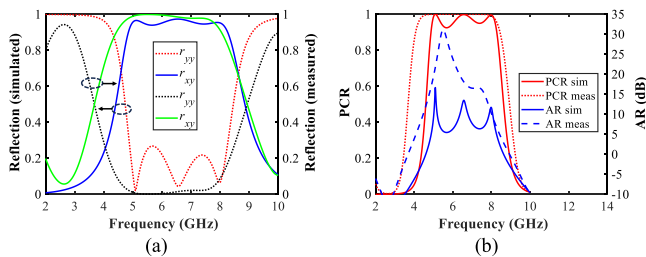 1 1
0.8 0.8
0.6 0.6
0.4 0.4
0.2 0.2
0 0
2 3 4 5 6 7 8 9 10
Reflection (simulated)
Reflection (measured)
Frequency (GHz)
r_yy
r_xy
r_yy
r_xy
(a)
1 35
0.8 30
25
0.6 20
15
0.4 10
5
0.2 0
-5
0 -10
2 4 6 8 10 12 14
PCR
AR (dB)
Frequency (GHz)
PCR sim
PCR meas
AR sim
AR meas
(b)